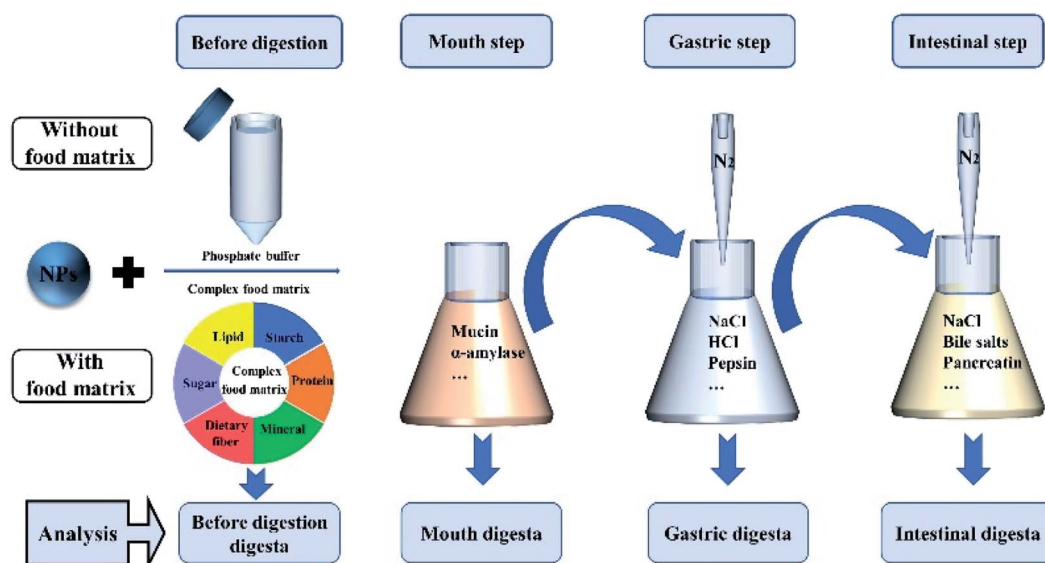 Before digestion
Mouth step
Gastric step
Intestinal step
Without
food matrix
N₂
N₂
NPs
Phosphate buffer
Complex food matrix
With
food matrix
Lipid
Starch
Sugar
Complex
food matrix
Protein
Dietary
fiber
Mineral
Mucin
α-amylase
...
NaCl
HCl
Pepsin
...
NaCl
Bile salts
Pancreatin
...
Analysis
Before digestion
digesta
Mouth digesta
Gastric digesta
Intestinal digesta